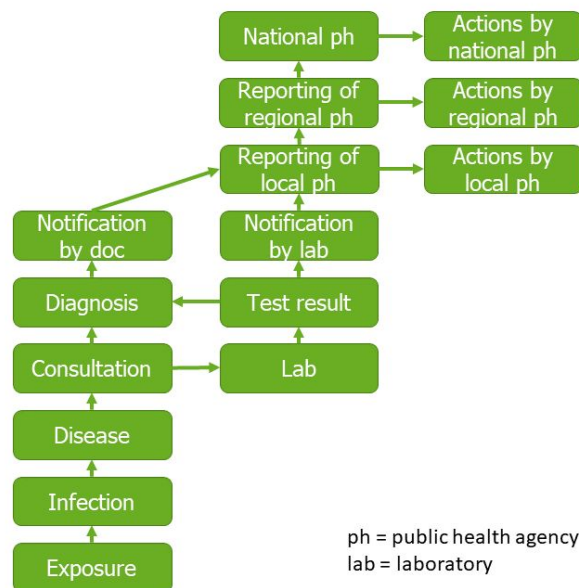 National ph
Actions by
national ph
Reporting of
regional ph
Actions by
regional ph
Reporting of
local ph
Actions by
local ph
Notification
by doc
Notification
by lab
Diagnosis
Test result
Consultation
Lab
Disease
Infection
Exposure
ph = public health agency
lab = laboratory